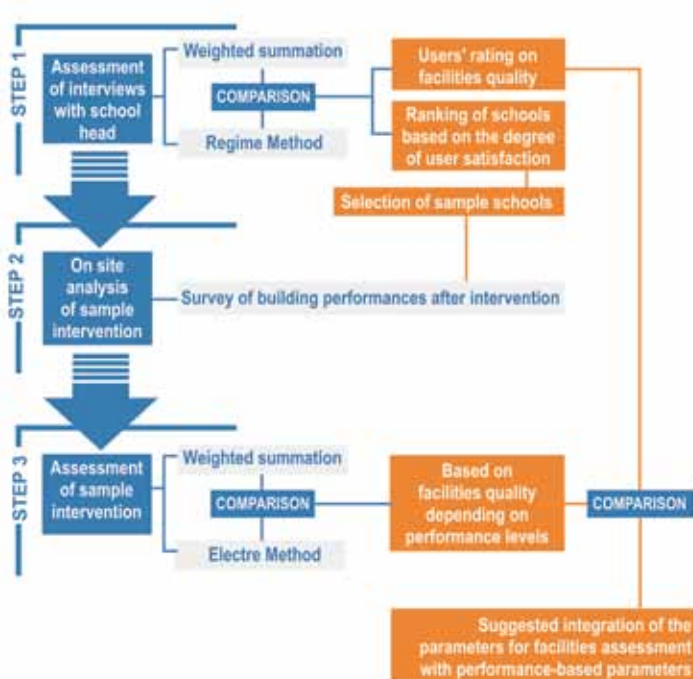 STEP 1
Assessment
of interviews
with school
head
Weighted summation
COMPARISON
Regime Method
Users' rating on
facilities quality
Ranking of schools
based on the degree
of user satisfaction
Selection of sample schools
STEP 2
On site
analysis
of sample
intervention
Survey of building performances after intervention
STEP 3
Assessment
of sample
intervention
Weighted summation
COMPARISON
Electre Method
Based on
facilities quality
depending on
performance levels
COMPARISON
Suggested integration of the
parameters for facilities assessment
with performance-based parameters